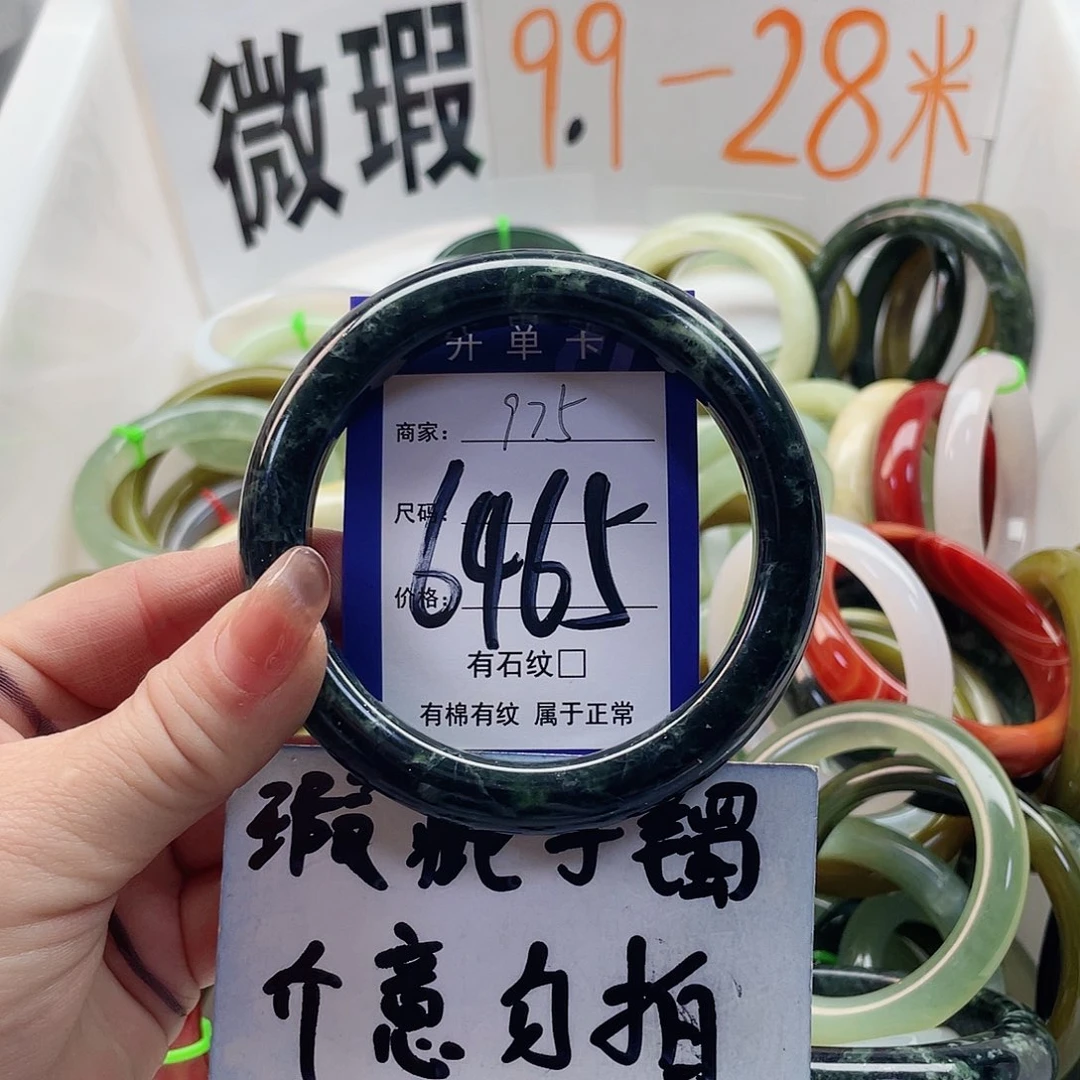 微瑕 9.9-28米
升单卡
商家: 975
尺码:
6465
价格:
有石纹□
有棉有纹 属于正常
瑕疵手镯
介意勿拍